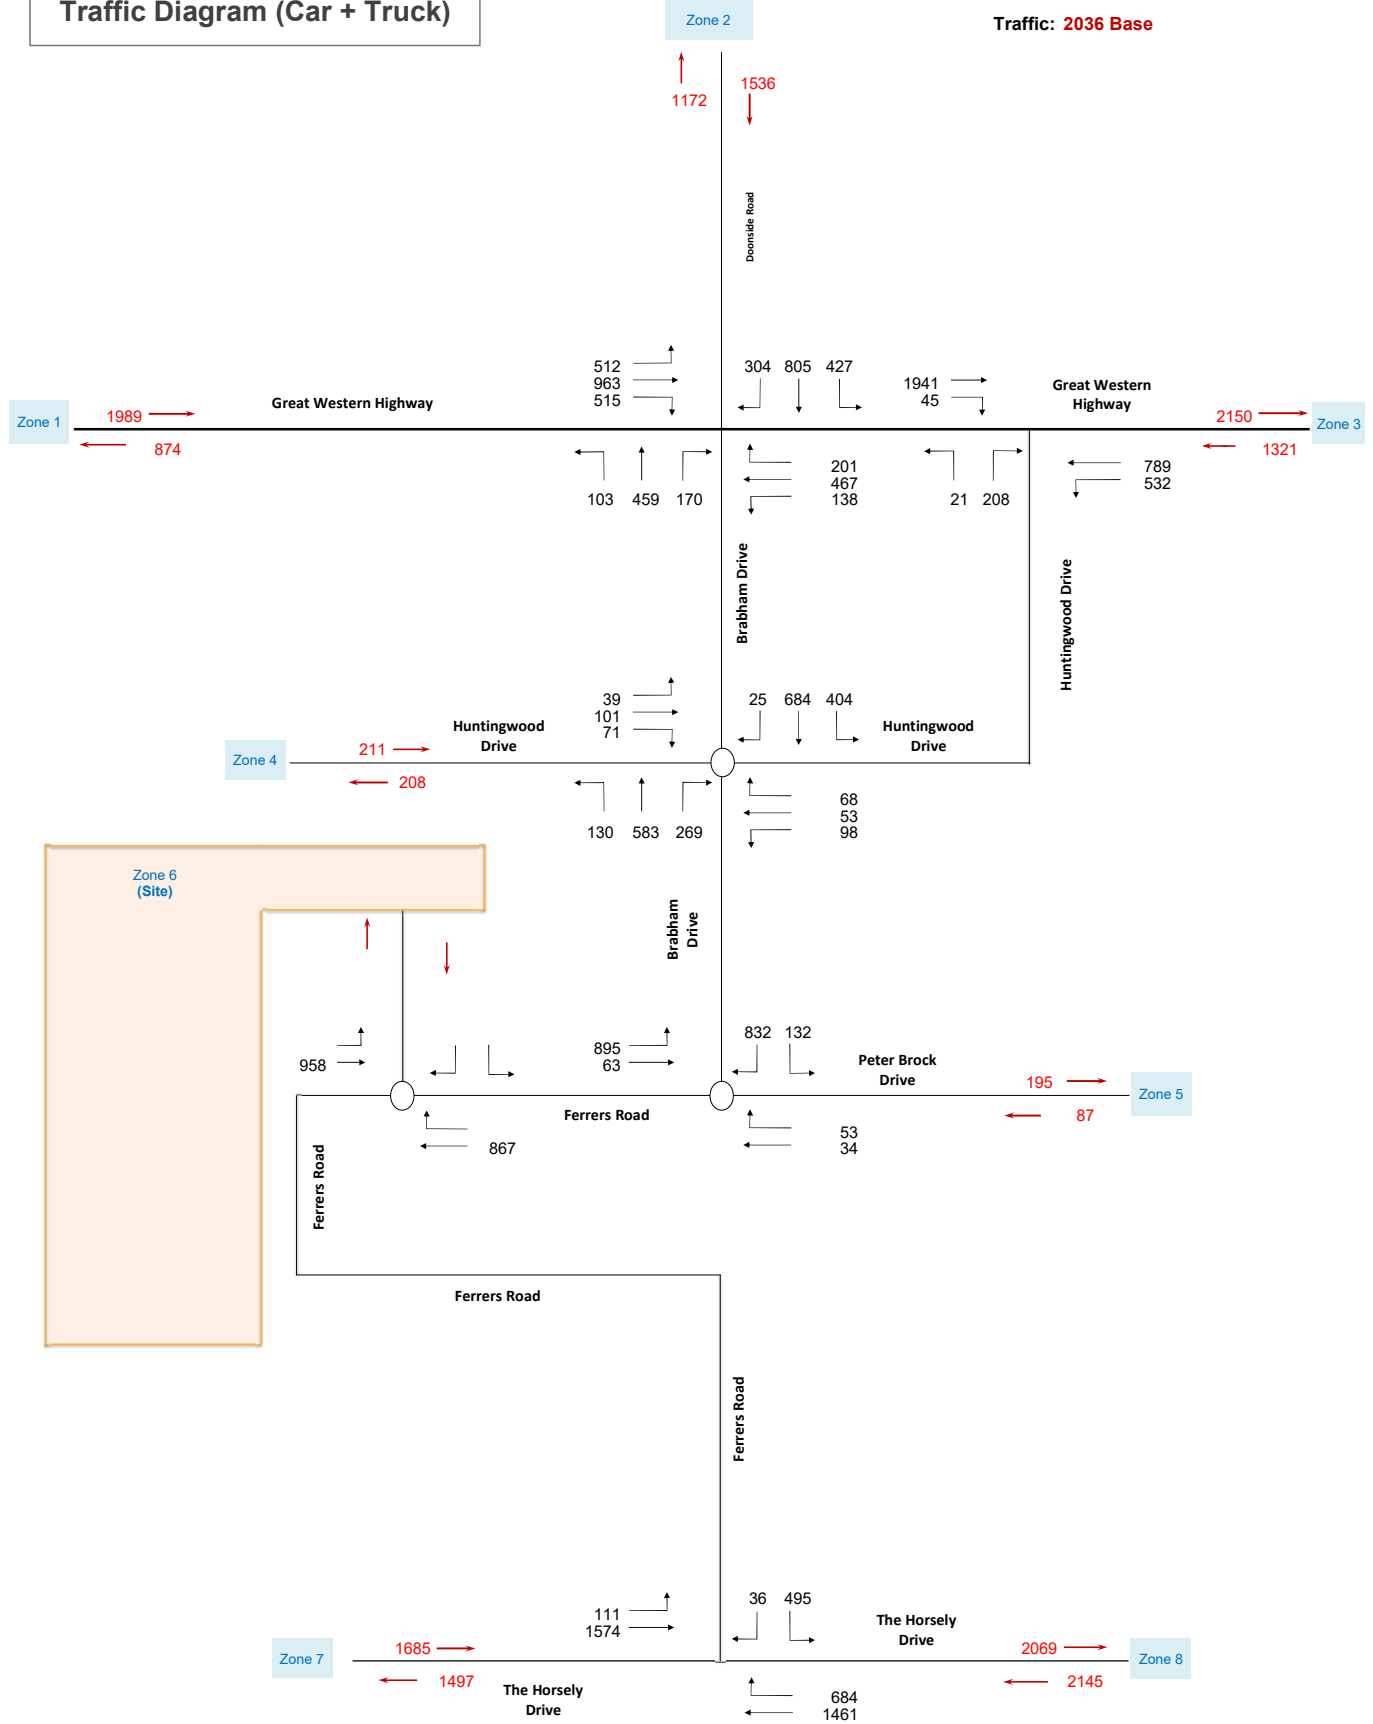 Traffic Diagram (Car + Truck)
Zone 2
Traffic: 2036 Base
1172
1536
Doonside Road
512
963
515
304 805 427
1941
45
Great Western
Highway
Great Western Highway
Zone 1
1989
874
2150
1321
Zone 3
103 459 170
201
467
138
21 208
789
532
Brabham Drive
Huntingwood Drive
39
101
71
25 684 404
Huntingwood
Drive
Huntingwood
Drive
Zone 4
211
208
130 583 269
68
53
98
Zone 6
(Site)
Brabham
Drive
958
895
63
832 132
Peter Brock
Drive
195
87
Zone 5
Ferrers Road
867
53
34
Ferrers Road
Ferrers Road
Ferrers Road
111
1574
36 495
The Horsely
Drive
Zone 7
1685
1497
2069
2145
Zone 8
The Horsely
Drive
684
1461